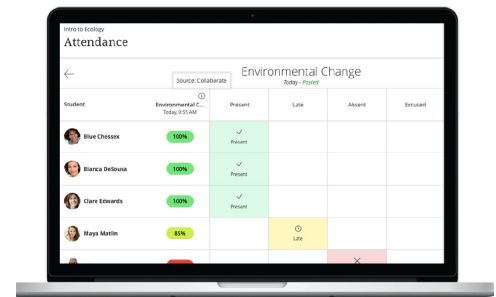 Intro to Ecology
Attendance
Environmental Change
Today - Posted
Source: Collaborate
Student
Environmental C...
Today, 9:55 AM
Present
Late
Absent
Excused
Blue Chessex
100%
Present
Bianca DeSousa
100%
Present
Clare Edwards
100%
Present
Maya Matlin
85%
Late